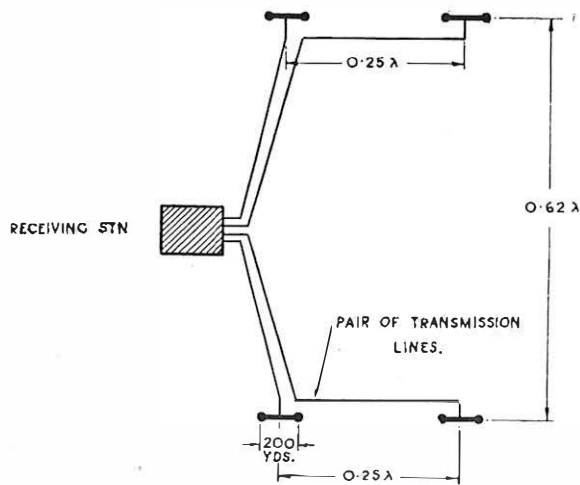 0·25 λ
RECEIVING STN
0·62 λ
PAIR OF TRANSMISSION
LINES.
200
YDS.
0·25 λ